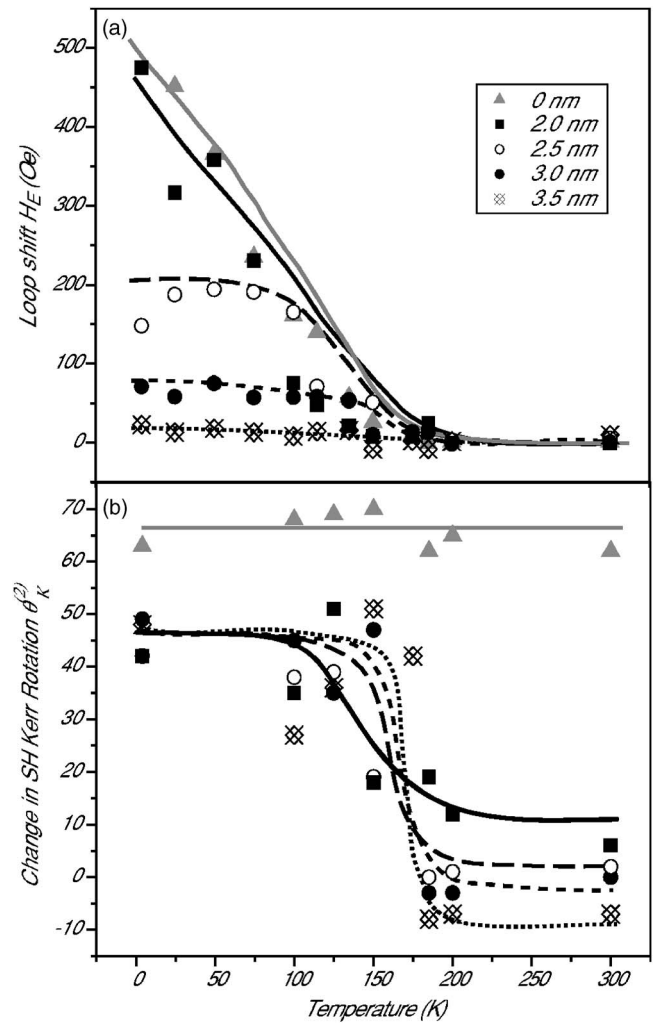 (a)
500
400
300
200
100
0
Loop shift H_E (Oe)
0 nm
2.0 nm
2.5 nm
3.0 nm
3.5 nm
(b)
70
60
50
40
30
20
10
0
-10
Change in SH Kerr Rotation θ_K^(2)
0 50 100 150 200 250 300
Temperature (K)